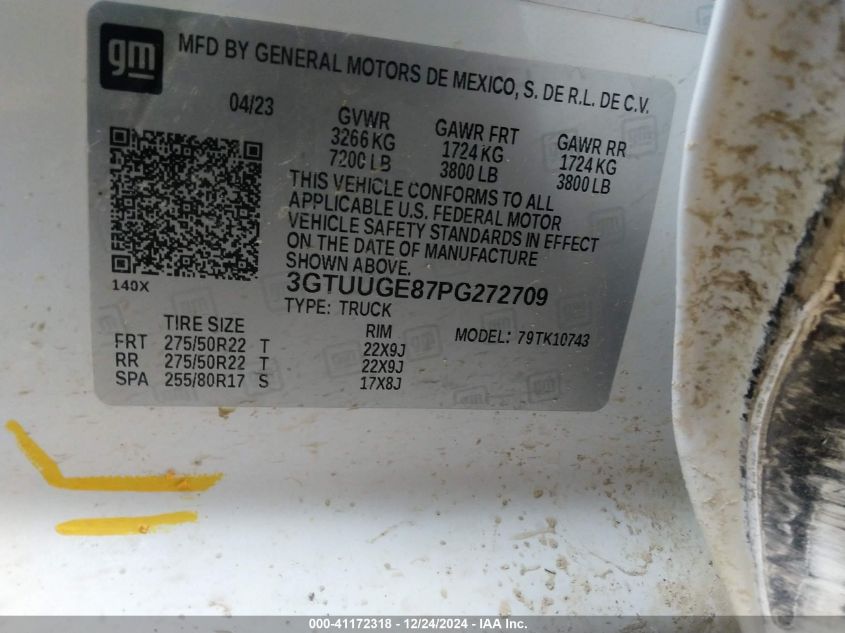 gm
MFD BY GENERAL MOTORS DE MEXICO, S. DE R.L. DE C.V.
04/23
GVWR
3266 KG
7200 LB
GAWR FRT
1724 KG
3800 LB
GAWR RR
1724 KG
3800 LB
THIS VEHICLE CONFORMS TO ALL
APPLICABLE U.S. FEDERAL MOTOR
VEHICLE SAFETY STANDARDS IN EFFECT
ON THE DATE OF MANUFACTURE
SHOWN ABOVE.
140X
3GTUUGE87PG272709
TYPE: TRUCK
TIRE SIZE RIM MODEL: 79TK10743
FRT 275/50R22 T 22X9J
RR 275/50R22 T 22X9J
SPA 255/80R17 S 17X8J
000-41172318 - 12/24/2024 - IAA Inc.